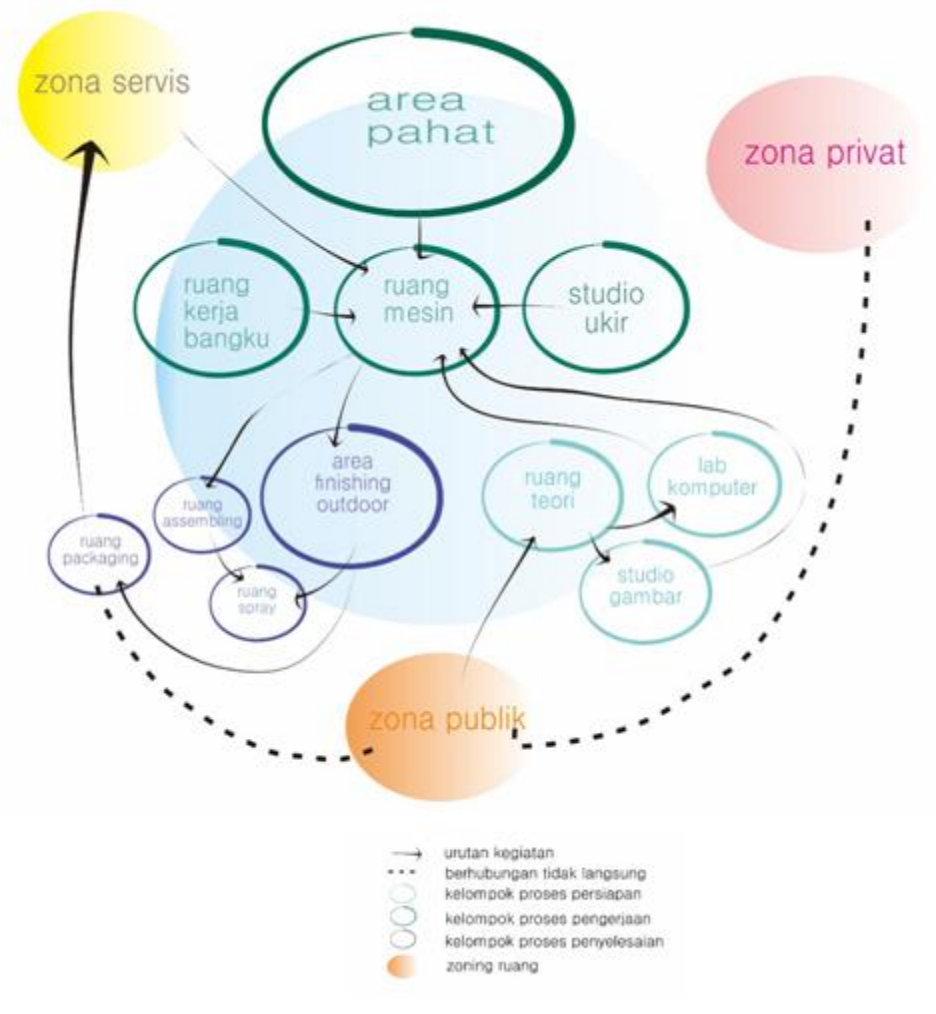 zona servis
area
pahat
zona privat
ruang
kerja
bangku
ruang
mesin
studio
ukir
area
finishing
outdoor
ruang
teori
lab
komputer
ruang
assembling
ruang
packaging
ruang
spray
studio
gambar
zona publik
urutan kegiatan
berhubungan tidak langsung
kelompok proses persiapan
kelompok proses pengerjaan
kelompok proses penyelesaian
zoning ruang